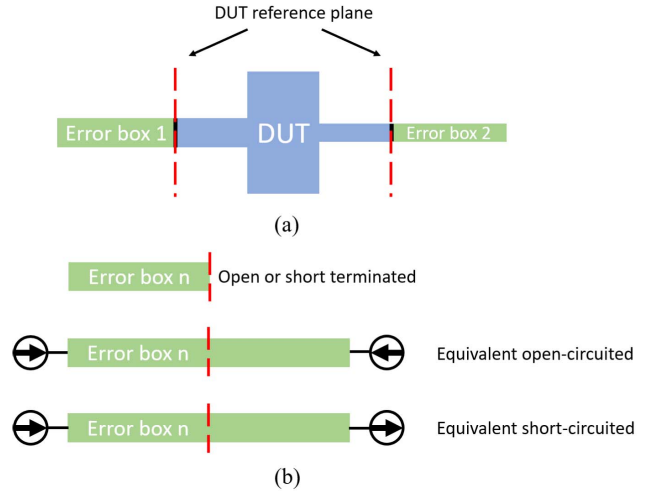 DUT reference plane
Error box 1
DUT
Error box 2
(a)
Error box n
Open or short terminated
Error box n
Equivalent open-circuited
Error box n
Equivalent short-circuited
(b)